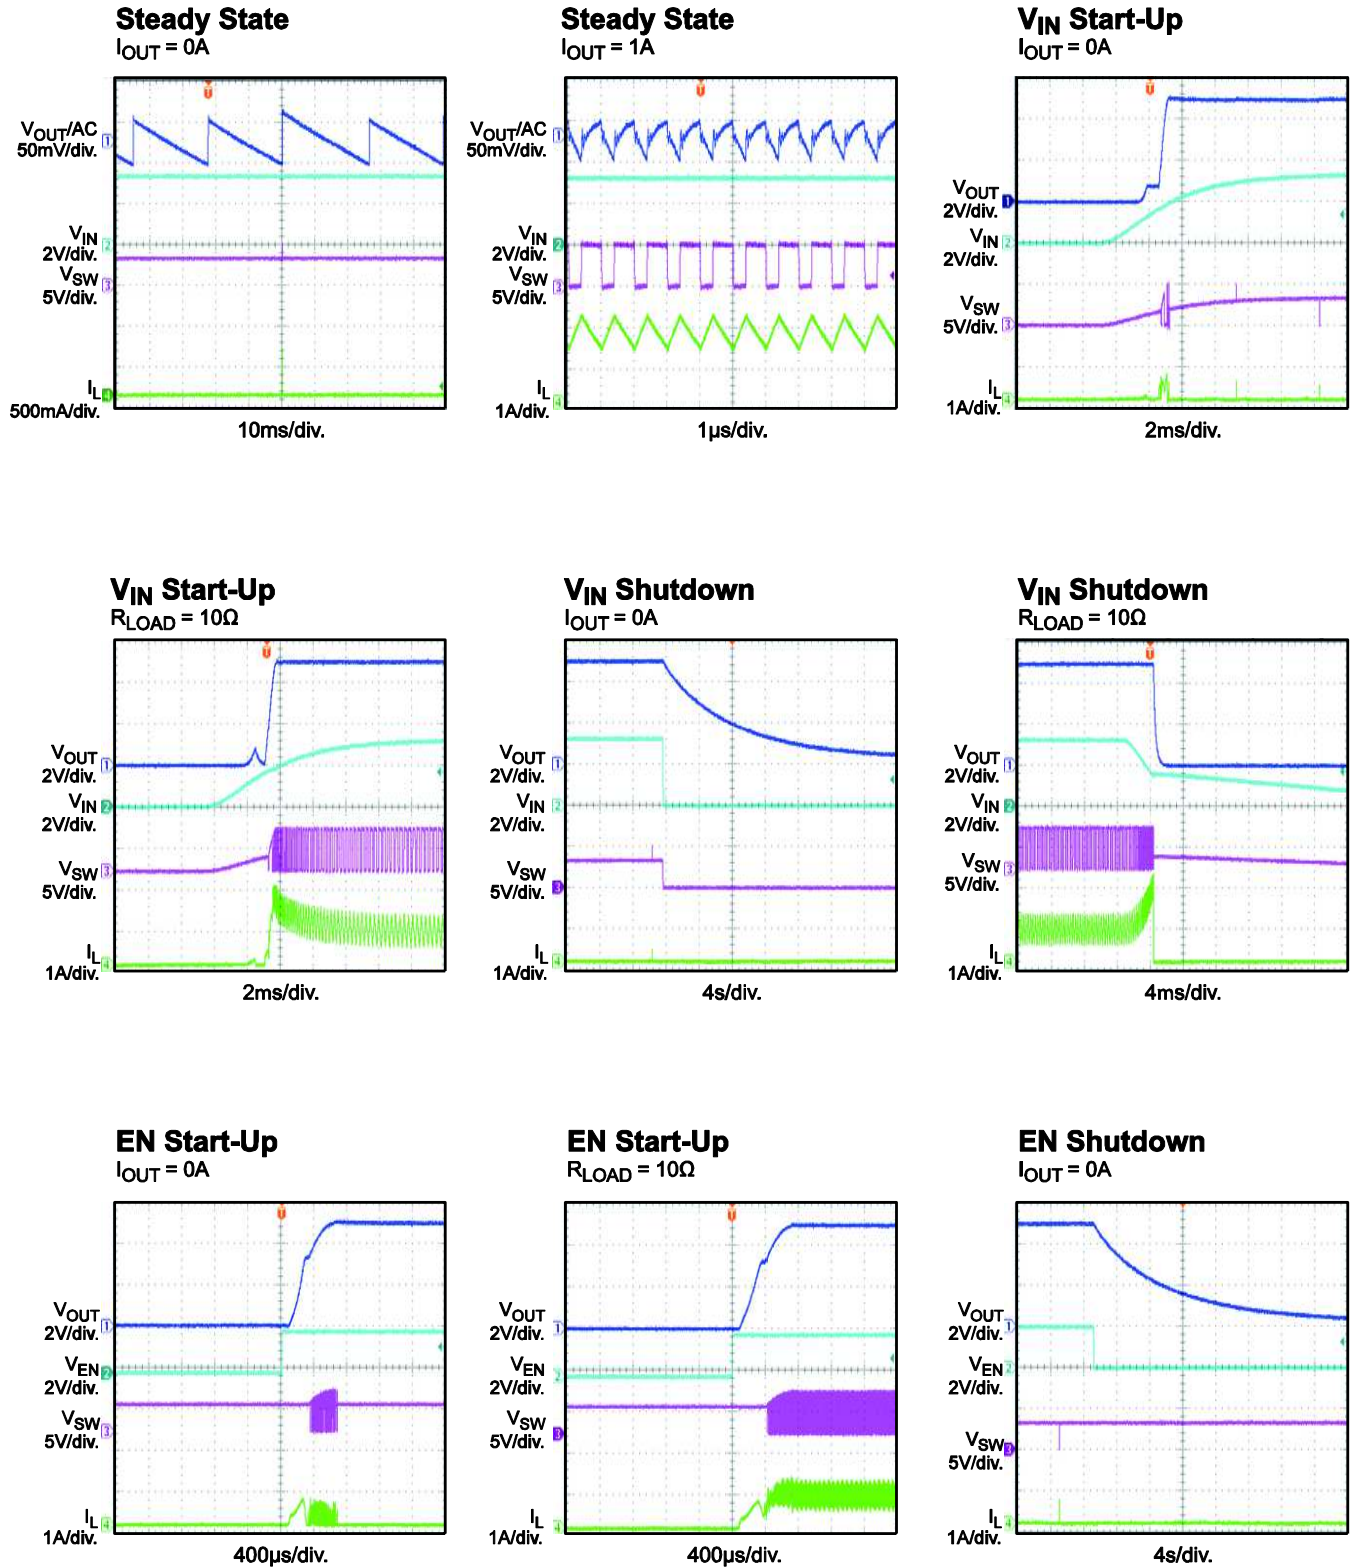 Steady State
IOUT = 0A
VOUT/AC
50mV/div.
VIN
2V/div.
VSW
5V/div.
IL
500mA/div.
10ms/div.
Steady State
IOUT = 1A
VOUT/AC
50mV/div.
VIN
2V/div.
VSW
5V/div.
IL
1A/div.
1µs/div.
VIN Start-Up
IOUT = 0A
VOUT
2V/div.
VIN
2V/div.
VSW
5V/div.
IL
1A/div.
2ms/div.
VIN Start-Up
RLOAD = 10Ω
VOUT
2V/div.
VIN
2V/div.
VSW
5V/div.
IL
1A/div.
2ms/div.
VIN Shutdown
IOUT = 0A
VOUT
2V/div.
VIN
2V/div.
VSW
5V/div.
IL
1A/div.
4s/div.
VIN Shutdown
RLOAD = 10Ω
VOUT
2V/div.
VIN
2V/div.
VSW
5V/div.
IL
1A/div.
4ms/div.
EN Start-Up
IOUT = 0A
VOUT
2V/div.
VEN
2V/div.
VSW
5V/div.
IL
1A/div.
400µs/div.
EN Start-Up
RLOAD = 10Ω
VOUT
2V/div.
VEN
2V/div.
VSW
5V/div.
IL
1A/div.
400µs/div.
EN Shutdown
IOUT = 0A
VOUT
2V/div.
VEN
2V/div.
VSW
5V/div.
IL
1A/div.
4s/div.